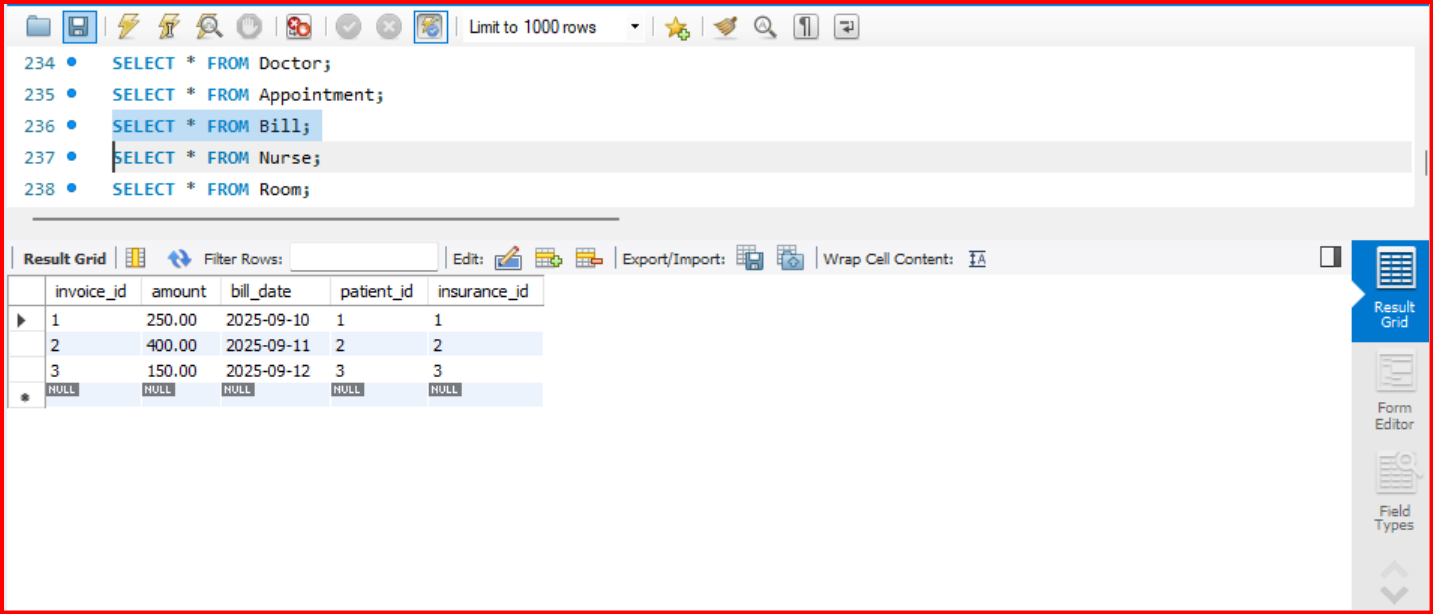 Limit to 1000 rows
234 SELECT * FROM Doctor;
235 SELECT * FROM Appointment;
236 SELECT * FROM Bill;
237 SELECT * FROM Nurse;
238 SELECT * FROM Room;
Result Grid Filter Rows: Edit: Export/Import: Wrap Cell Content: IA
invoice_id amount bill_date patient_id insurance_id
1 250.00 2025-09-10 1 1
2 400.00 2025-09-11 2 2
3 150.00 2025-09-12 3 3
NULL NULL NULL NULL NULL
Result
Grid
Form
Editor
Field
Types